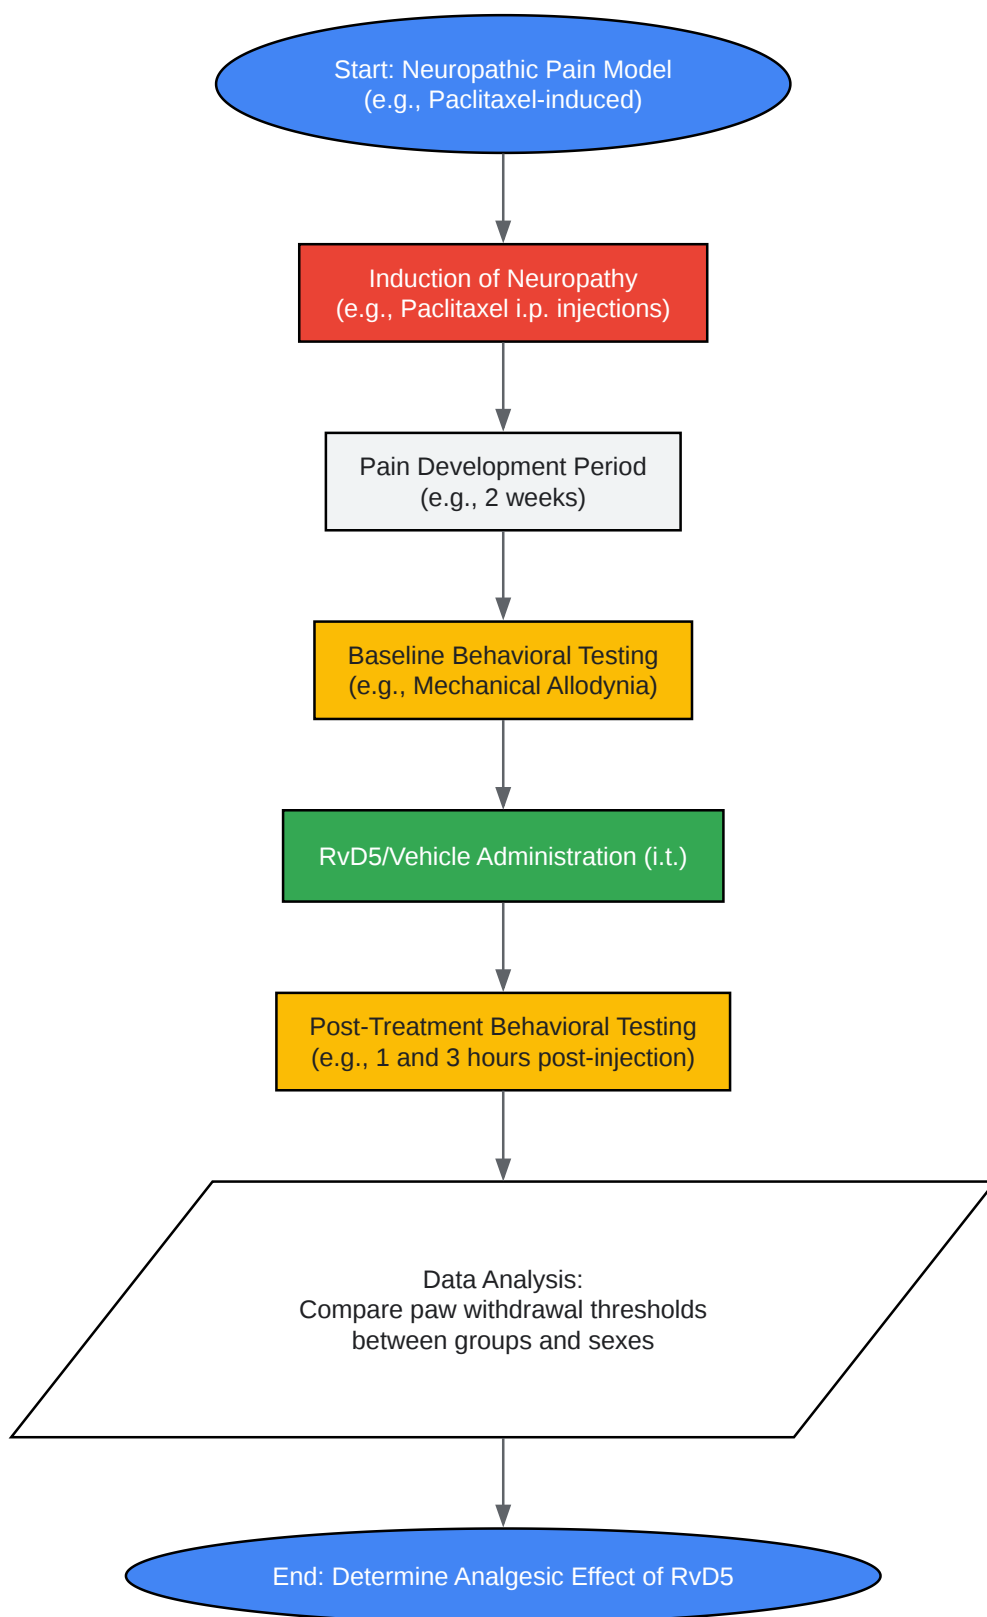 Start: Neuropathic Pain Model
(e.g., Paclitaxel-induced)
Induction of Neuropathy
(e.g., Paclitaxel i.p. injections)
Pain Development Period
(e.g., 2 weeks)
Baseline Behavioral Testing
(e.g., Mechanical Allodynia)
RvD5/Vehicle Administration (i.t.)
Post-Treatment Behavioral Testing
(e.g., 1 and 3 hours post-injection)
Data Analysis:
Compare paw withdrawal thresholds
between groups and sexes
End: Determine Analgesic Effect of RvD5